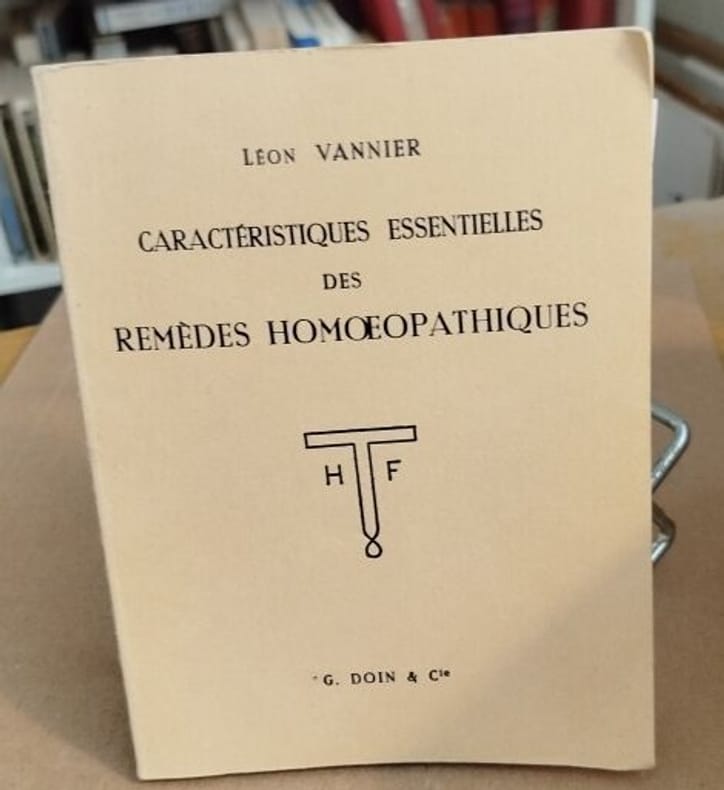 LÉON VANNIER
CARACTÉRISTIQUES ESSENTIELLES
DES
REMÈDES HOMŒOPATHIQUES
H F
G. DOIN & Cie